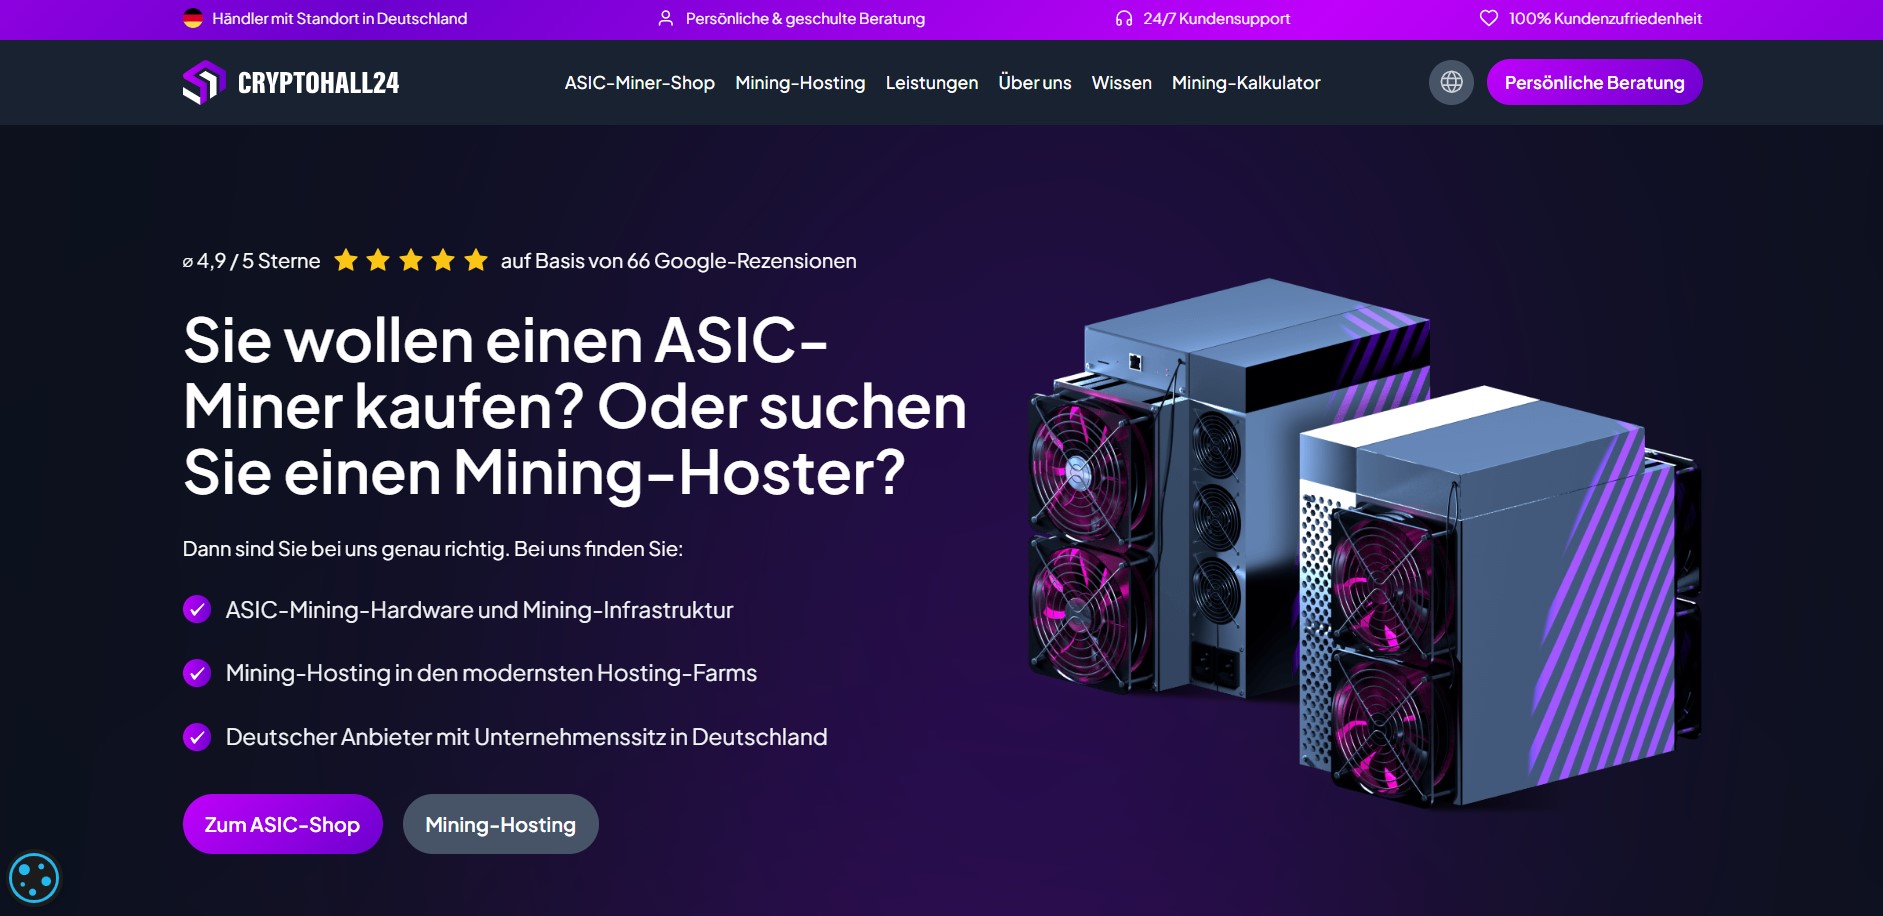 Händler mit Standort in Deutschland
Persönliche & geschulte Beratung
24/7 Kundensupport
100% Kundenzufriedenheit
CRYPTOHALL24
ASIC-Miner-Shop
Mining-Hosting
Leistungen
Über uns
Wissen
Mining-Kalkulator
Persönliche Beratung
⌀ 4,9 / 5 Sterne
auf Basis von 66 Google-Rezensionen
Sie wollen einen ASIC-
Miner kaufen? Oder suchen
Sie einen Mining-Hoster?
Dann sind Sie bei uns genau richtig. Bei uns finden Sie:
ASIC-Mining-Hardware und Mining-Infrastruktur
Mining-Hosting in den modernsten Hosting-Farms
Deutscher Anbieter mit Unternehmenssitz in Deutschland
Zum ASIC-Shop
Mining-Hosting